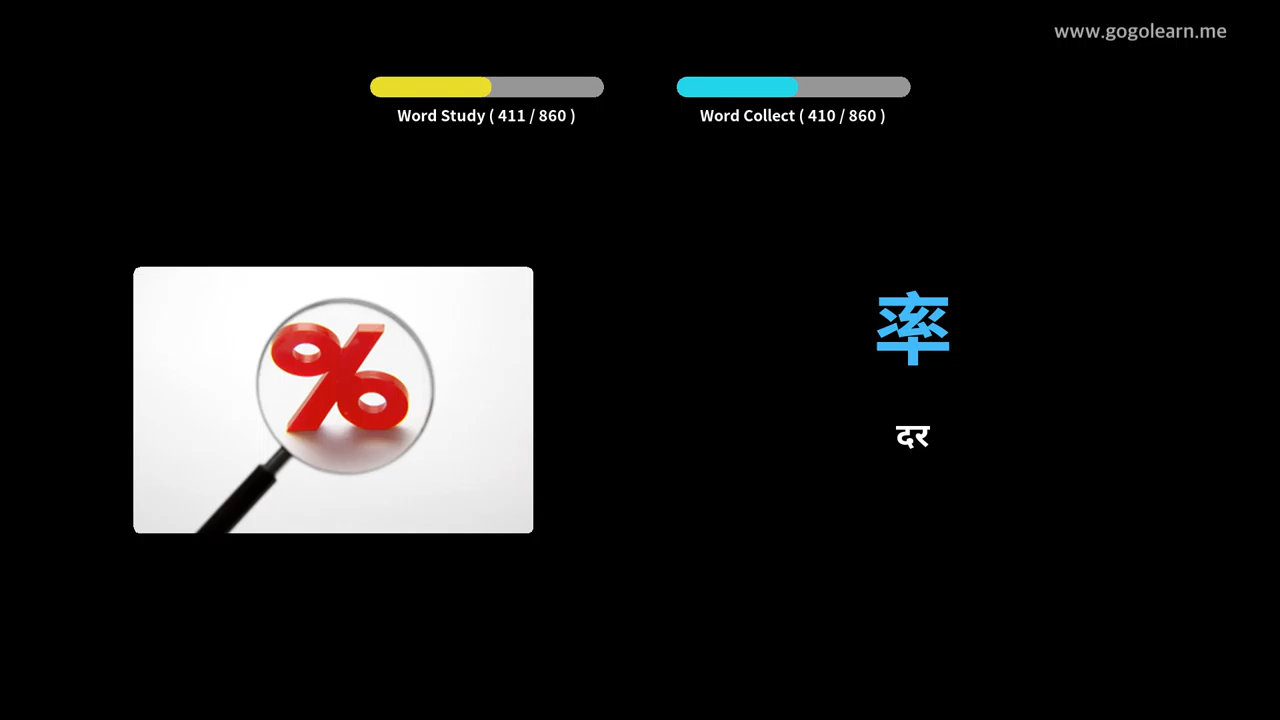 www.gogolearn.me
Word Study ( 411 / 860 )
Word Collect ( 410 / 860 )
%
率
दर